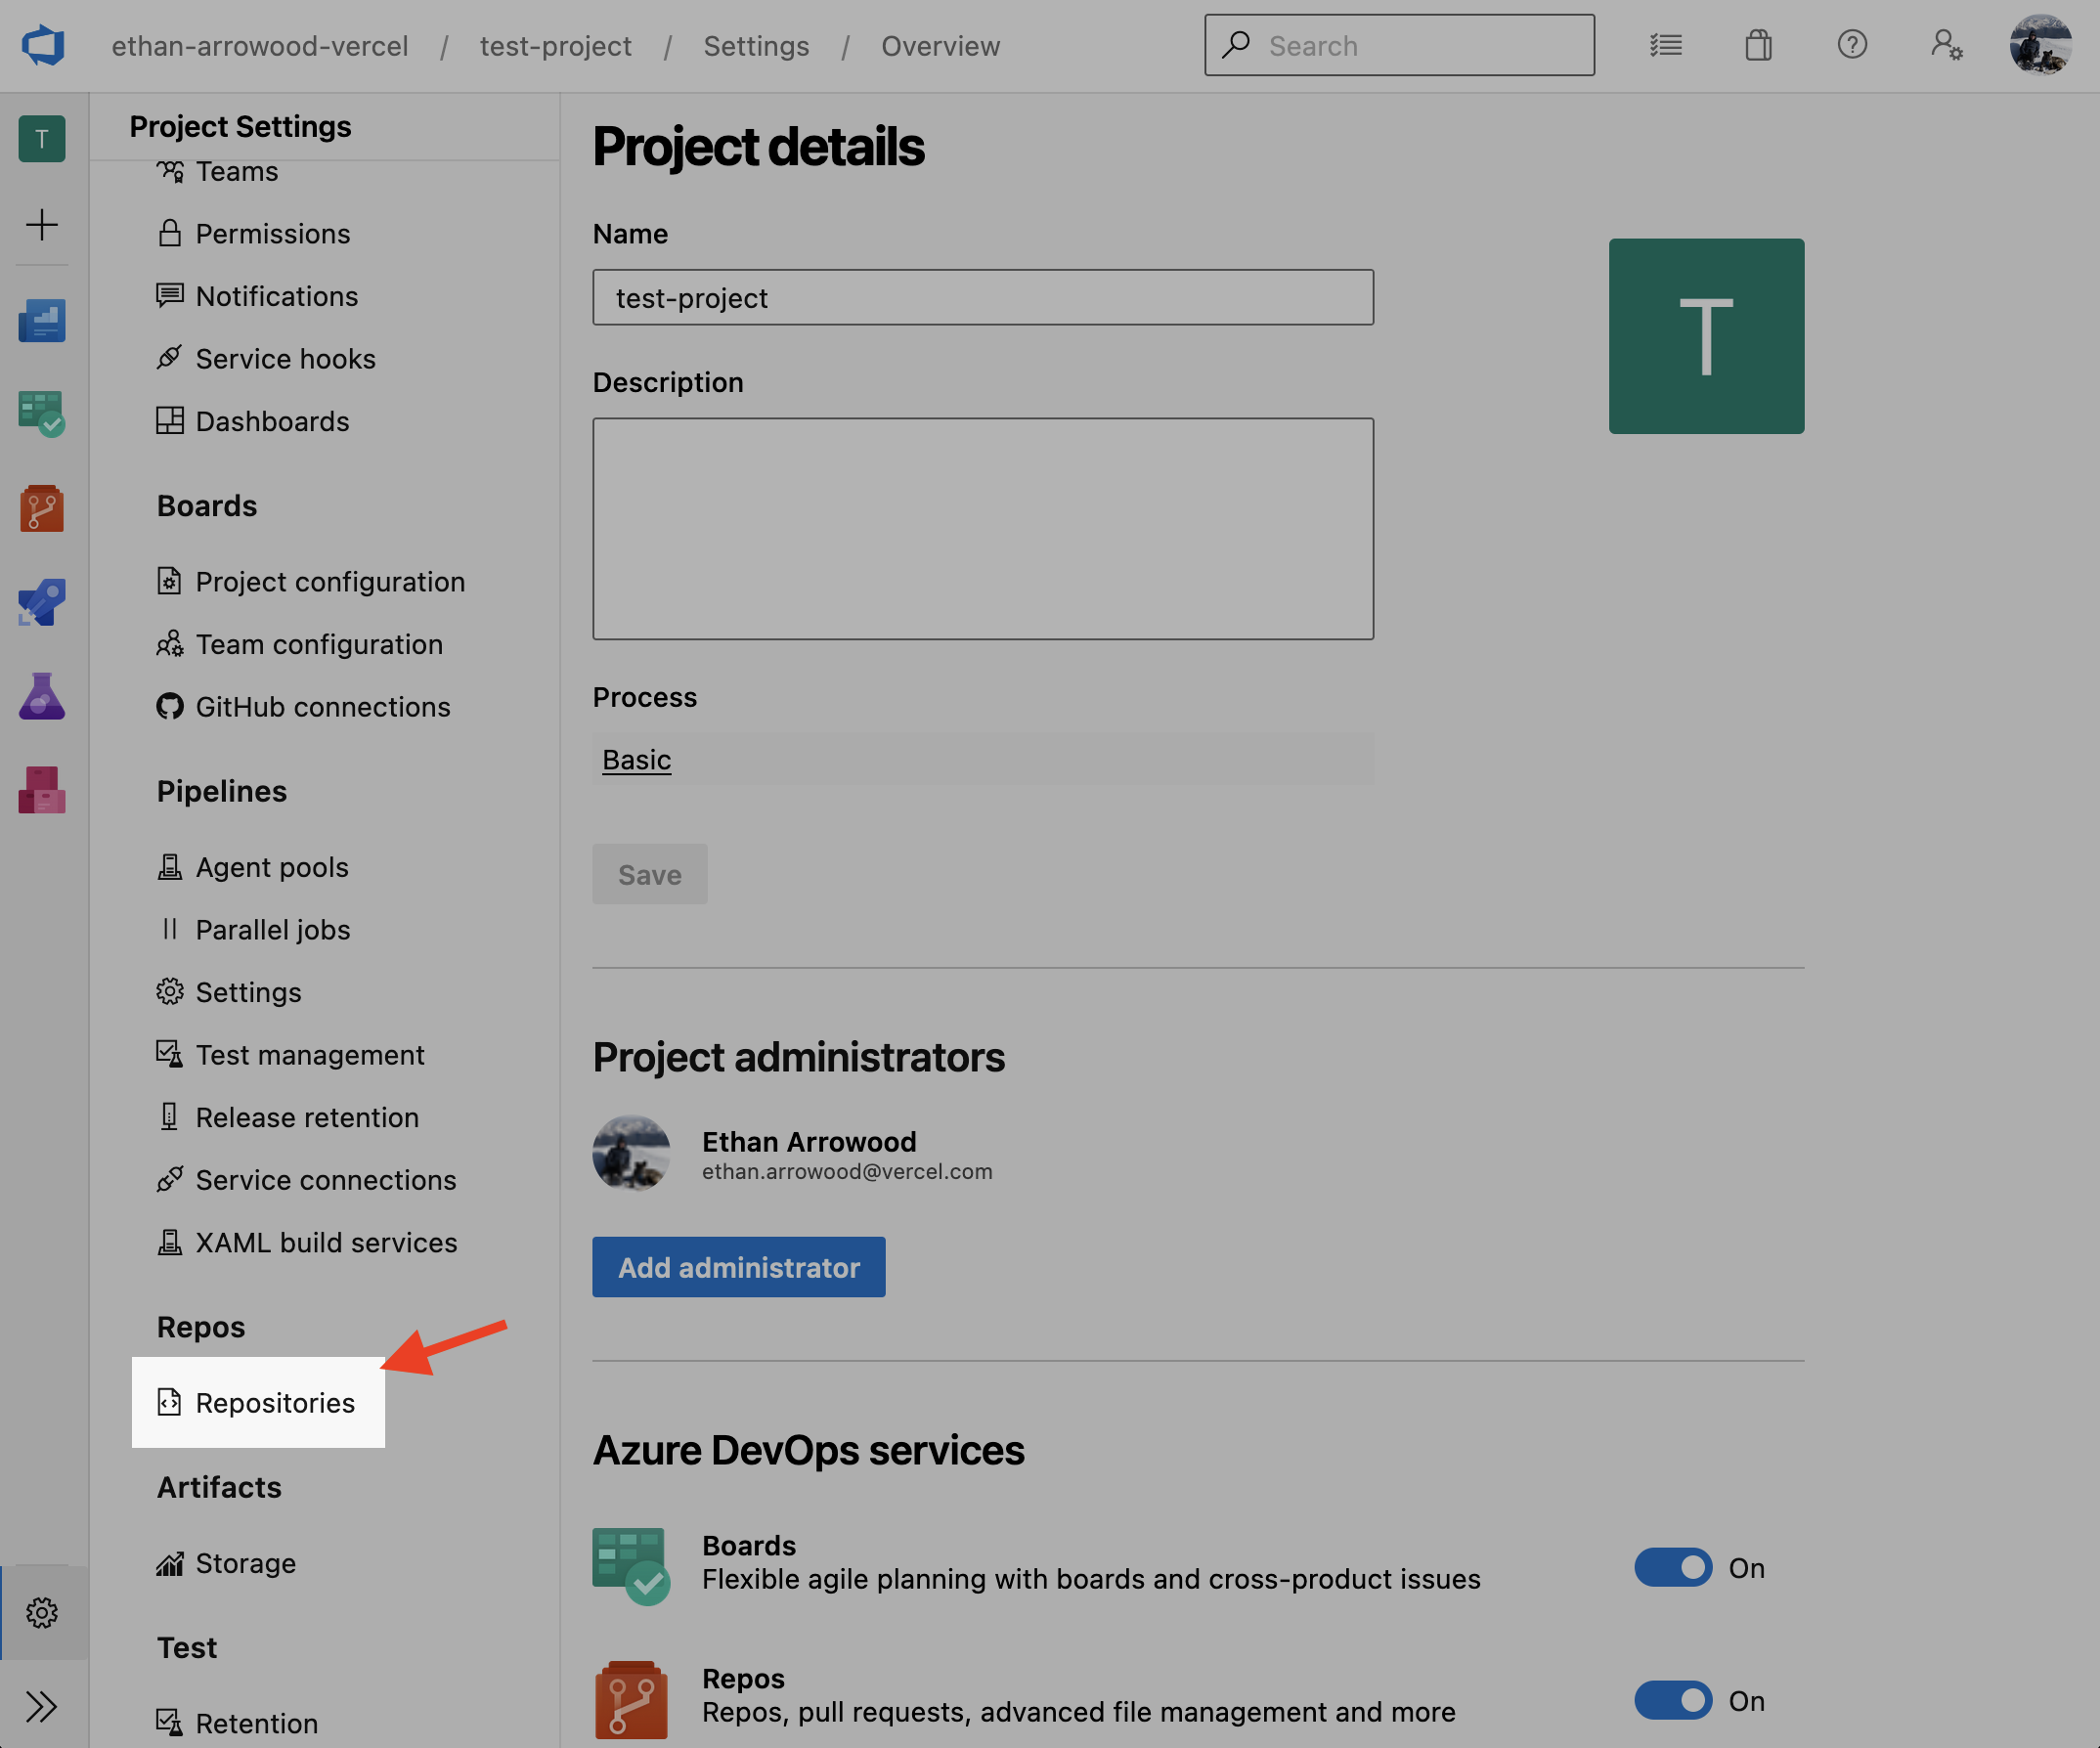 ethan-arrowood-vercel / test-project / Settings / Overview
Search
T
Project Settings
Teams
Permissions
Notifications
Service hooks
Dashboards
Boards
Project configuration
Team configuration
GitHub connections
Pipelines
Agent pools
Parallel jobs
Settings
Test management
Release retention
Service connections
XAML build services
Repos
Repositories
Artifacts
Storage
Test
Retention
Project details
Name
test-project
T
Description
Process
Basic
Save
Project administrators
Ethan Arrowood
ethan.arrowood@vercel.com
Add administrator
Azure DevOps services
Boards
Flexible agile planning with boards and cross-product issues
On
Repos
Repos, pull requests, advanced file management and more
On